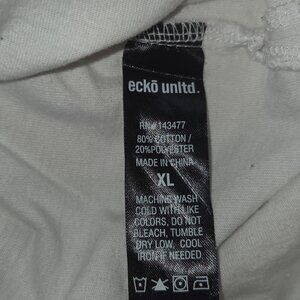 eckō unltd.
RN# 143477
80% COTTON /
20%POLYESTER
MADE IN CHINA
XL
MACHINE WASH
COLD WITH LIKE
COLORS, DO NOT
BLEACH, TUMBLE
DRY LOW, COOL
IRON IF NEEDED